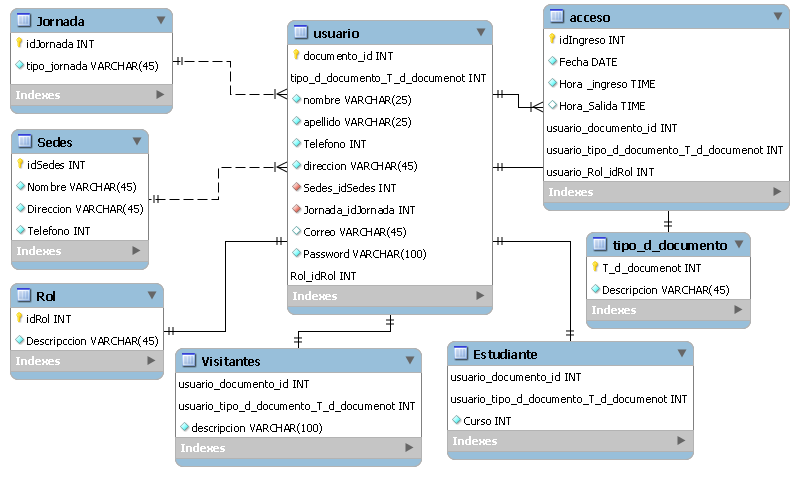 Jornada
idJornada INT
tipo_jornada VARCHAR(45)
Indexes
Sedes
idSedes INT
Nombre VARCHAR(45)
Direccion VARCHAR(45)
Telefono INT
Indexes
Rol
idRol INT
Descripccion VARCHAR(45)
Indexes
usuario
documento_id INT
tipo_d_documento_T_d_documenot INT
nombre VARCHAR(25)
apellido VARCHAR(25)
Telefono INT
direccion VARCHAR(45)
Sedes_idSedes INT
Jornada_idJornada INT
Correo VARCHAR(45)
Password VARCHAR(100)
Rol_idRol INT
Indexes
acceso
idIngreso INT
Fecha DATE
Hora _ingreso TIME
Hora_Salida TIME
usuario_documento_id INT
usuario_tipo_d_documento_T_d_documenot INT
usuario_Rol_idRol INT
Indexes
tipo_d_documento
T_d_documenot INT
Descripcion VARCHAR(45)
Indexes
Visitantes
usuario_documento_id INT
usuario_tipo_d_documento_T_d_documenot INT
descripcion VARCHAR(100)
Indexes
Estudiante
usuario_documento_id INT
usuario_tipo_d_documento_T_d_documenot INT
Curso INT
Indexes